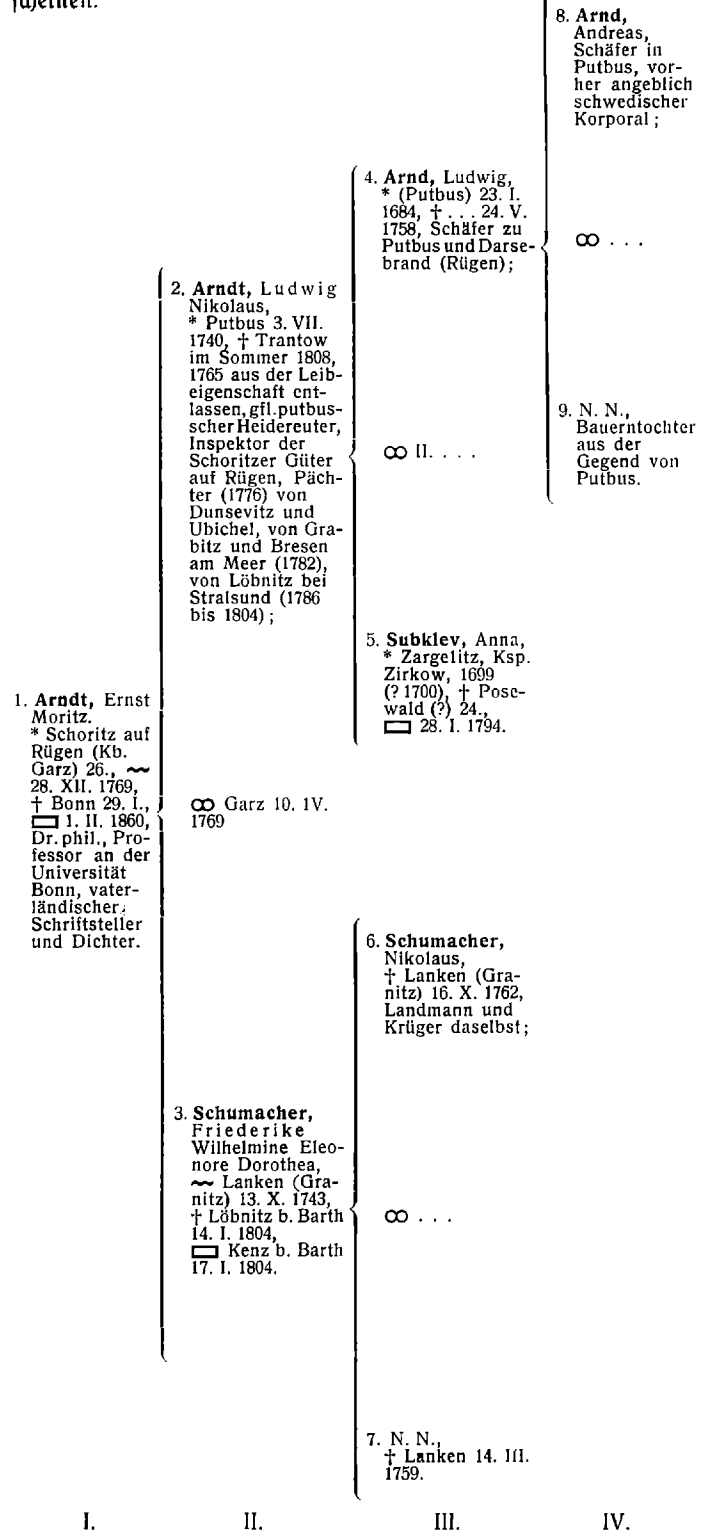 scheinen.
1. Arndt, Ernst
Moritz.
* Schoritz auf
Rügen (Kb.
Garz) 26., ~
28. XII. 1769,
† Bonn 29. I.,
▭ 1. II. 1860,
Dr. phil., Pro-
fessor an der
Universität
Bonn, vater-
ländischer
Schriftsteller
und Dichter.
I.
2. Arndt, Ludwig
Nikolaus,
* Putbus 3. VII.
1740, † Trantow
im Sommer 1808,
1765 aus der Leib-
eigenschaft ent-
lassen, gfl. putbus-
scher Heidereuter,
Inspektor der
Schoritzer Güter
auf Rügen, Päch-
ter (1776) von
Dunsevitz und
Ubichel, von Gra-
bitz und Bresen
am Meer (1782),
von Löbnitz bei
Stralsund (1786
bis 1804);
⚭ Garz 10. IV.
1769
3. Schumacher,
Friederike
Wilhelmine Eleo-
nore Dorothea,
~ Lanken (Gra-
nitz) 13. X. 1743,
† Löbnitz b. Barth
14. I. 1804,
▭ Kenz b. Barth
17. I. 1804.
II.
4. Arnd, Ludwig,
* (Putbus) 23. I.
1684, † . . . 24. V.
1758, Schäfer zu
Putbus und Darse-
brand (Rügen);
⚭ II. . . .
5. Subklev, Anna,
* Zargelitz, Ksp.
Zirkow, 1699
(? 1700), † Pose-
wald (?) 24.,
▭ 28. I. 1794.
6. Schumacher,
Nikolaus,
† Lanken (Gra-
nitz) 16. X. 1762,
Landmann und
Krüger daselbst;
⚭ . . .
7. N. N.,
† Lanken 14. III.
1759.
III.
8. Arnd,
Andreas,
Schäfer in
Putbus, vor-
her angeblich
schwedischer
Korporal;
⚭ . . .
9. N. N.,
Bauerntochter
aus der
Gegend von
Putbus.
IV.